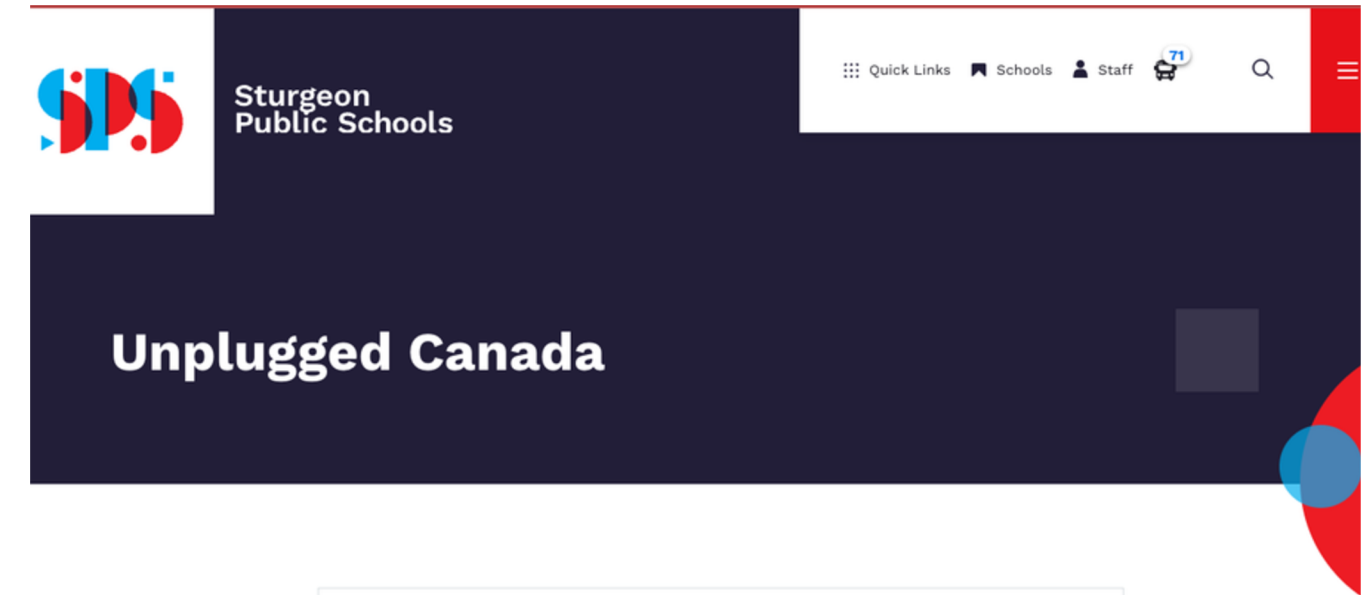 SPS
Sturgeon
Public Schools
Quick Links
Schools
Staff
71
Unplugged Canada